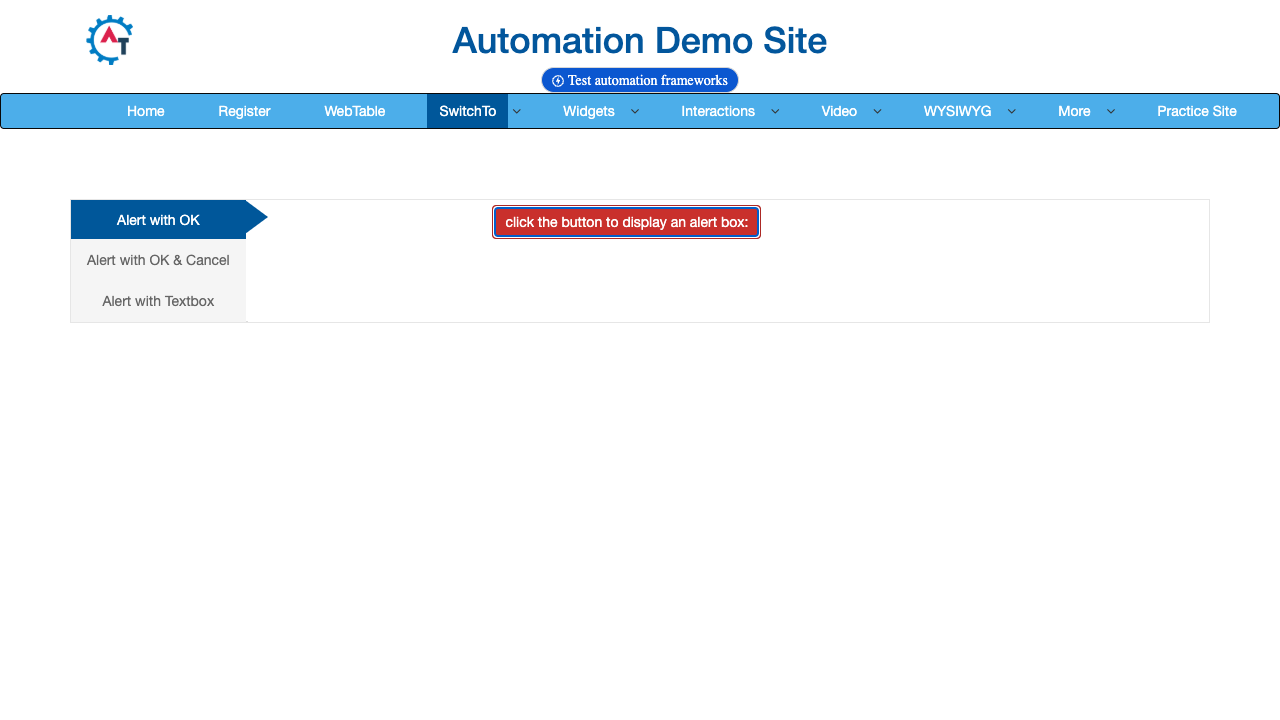 AT
Automation Demo Site
Test automation frameworks
Home Register WebTable SwitchTo Widgets Interactions Video WYSIWYG More Practice Site
Alert with OK
click the button to display an alert box:
Alert with OK & Cancel
Alert with Textbox